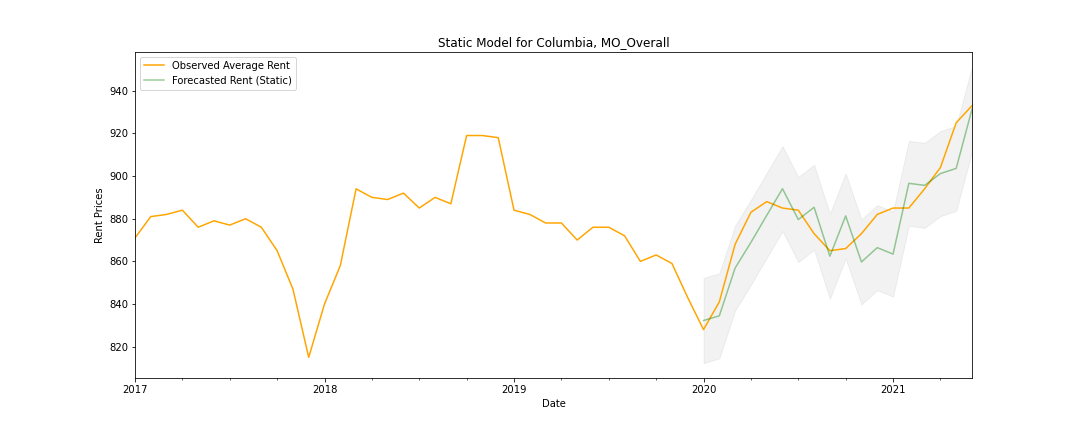 Static Model for Columbia, MO_Overall
Observed Average Rent
Forecasted Rent (Static)
940
920
900
880
860
840
820
Rent Prices
2017 2018 2019 2020 2021
Date